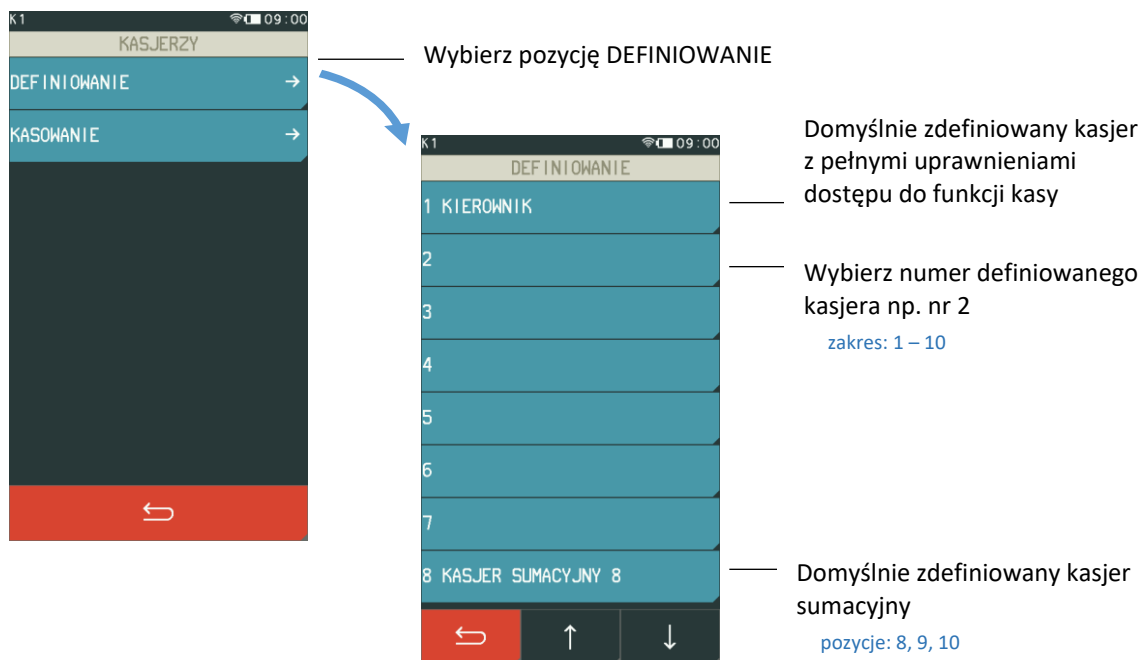 K1 09:00
KASJERZY
DEFINIOWANIE →
KASOWANIE →
Wybierz pozycję DEFINIOWANIE
K1 09:00
DEFINIOWANIE
1 KIEROWNIK
2
3
4
5
6
7
8 KASJER SUMACYJNY 8
↑ ↓
Domyślnie zdefiniowany kasjer
z pełnymi uprawnieniami
dostępu do funkcji kasy
Wybierz numer definiowanego
kasjera np. nr 2
zakres: 1 – 10
Domyślnie zdefiniowany kasjer
sumacyjny
pozycje: 8, 9, 10